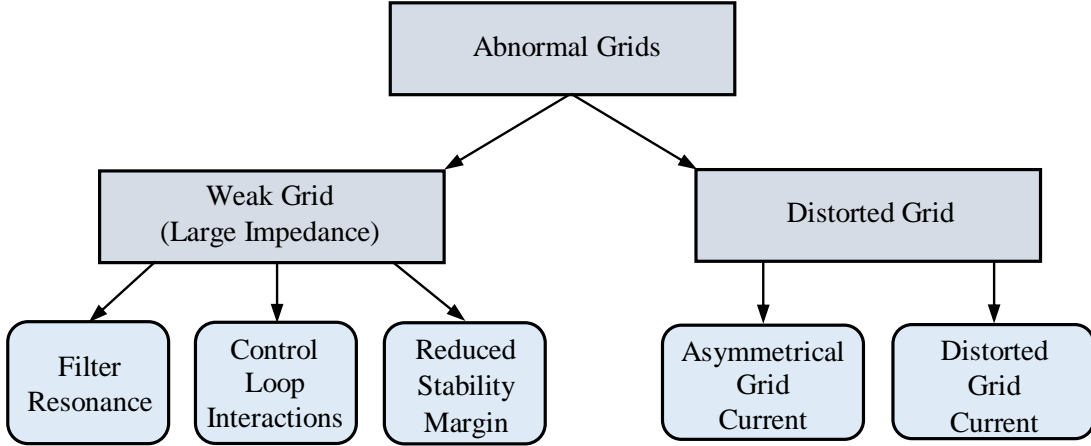 Abnormal Grids
Weak Grid
(Large Impedance)
Distorted Grid
Filter
Resonance
Control
Loop
Interactions
Reduced
Stability
Margin
Asymmetrical
Grid
Current
Distorted
Grid
Current